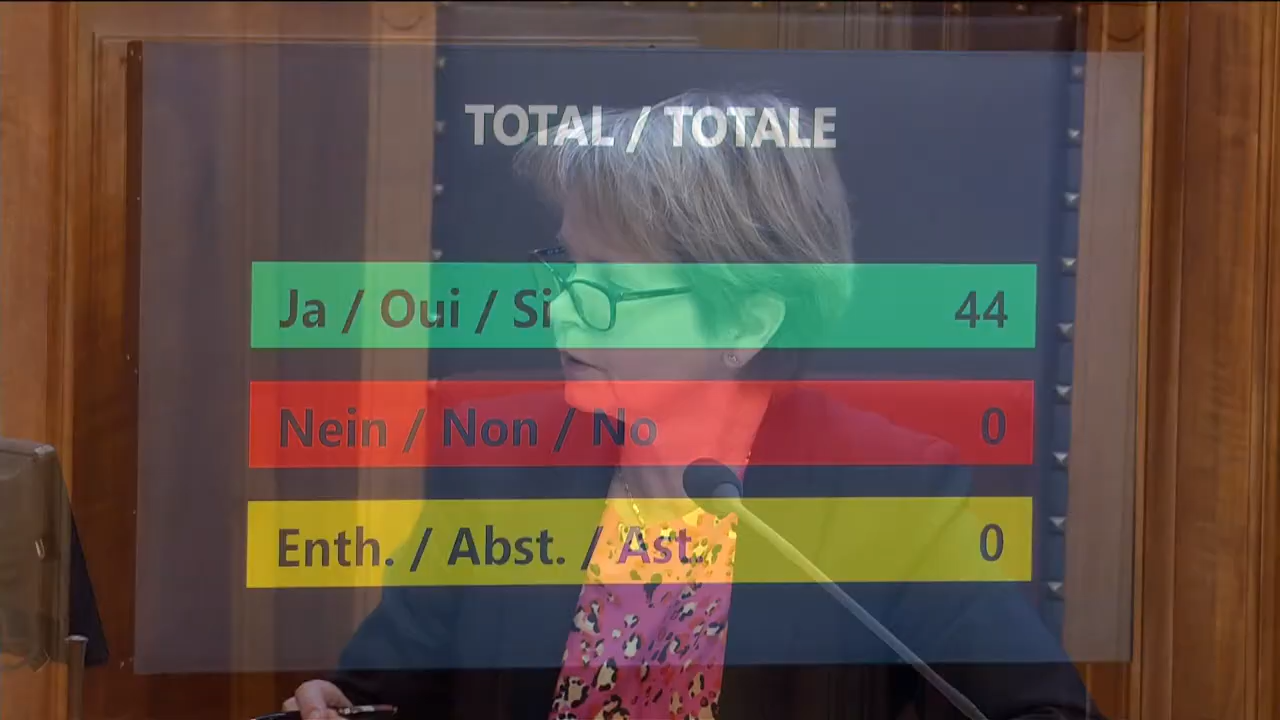 TOTAL / TOTALE
Ja / Oui / Si 44
Nein / Non / No 0
Enth. / Abst. / Ast. 0